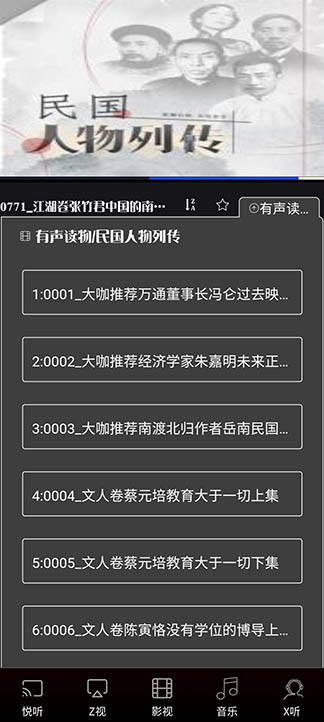 民国
人物列传
0771_江湖卷张竹君中国的南…
有声读…
有声读物/民国人物列传
1:0001_大咖推荐万通董事长冯仑过去映…
2:0002_大咖推荐经济学家朱嘉明未来正…
3:0003_大咖推荐南渡北归作者岳南民国…
4:0004_文人卷蔡元培教育大于一切上集
5:0005_文人卷蔡元培教育大于一切下集
6:0006_文人卷陈寅恪没有学位的博导上…
悦听
Z视
影视
音乐
X听